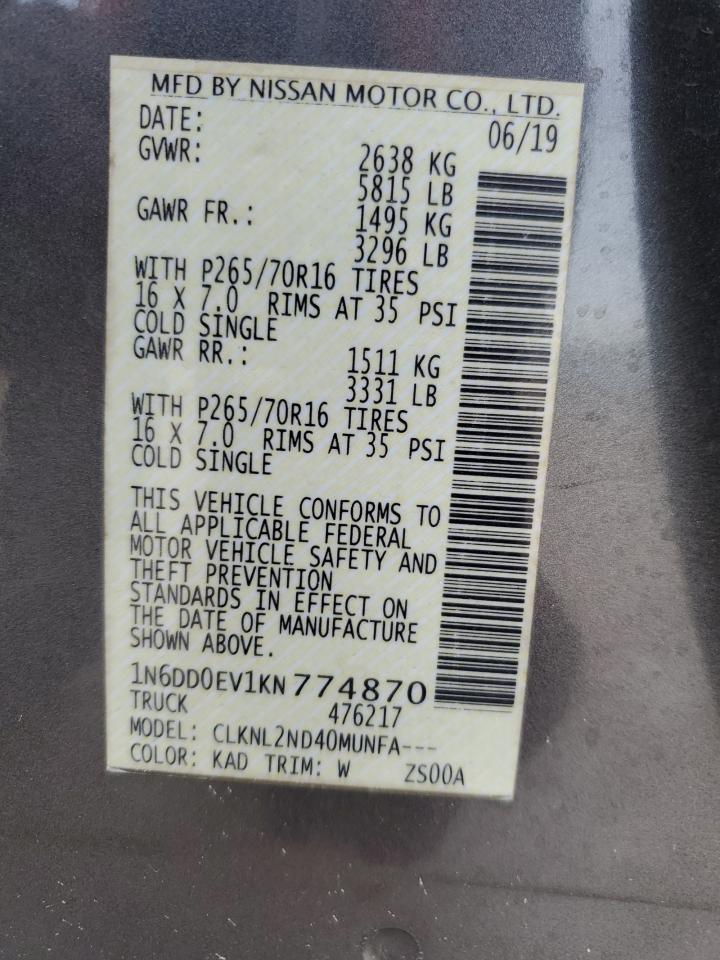 MFD BY NISSAN MOTOR CO., LTD.
DATE: 06/19
GVWR: 2638 KG
5815 LB
GAWR FR.: 1495 KG
3296 LB
WITH P265/70R16 TIRES
16 X 7.0 RIMS AT 35 PSI
COLD SINGLE
GAWR RR.: 1511 KG
3331 LB
WITH P265/70R16 TIRES
16 X 7.0 RIMS AT 35 PSI
COLD SINGLE
THIS VEHICLE CONFORMS TO
ALL APPLICABLE FEDERAL
MOTOR VEHICLE SAFETY AND
THEFT PREVENTION
STANDARDS IN EFFECT ON
THE DATE OF MANUFACTURE
SHOWN ABOVE.
1N6DD0EV1KN774870
TRUCK 476217
MODEL: CLKNL2ND40MUNFA---
COLOR: KAD TRIM: W ZS00A